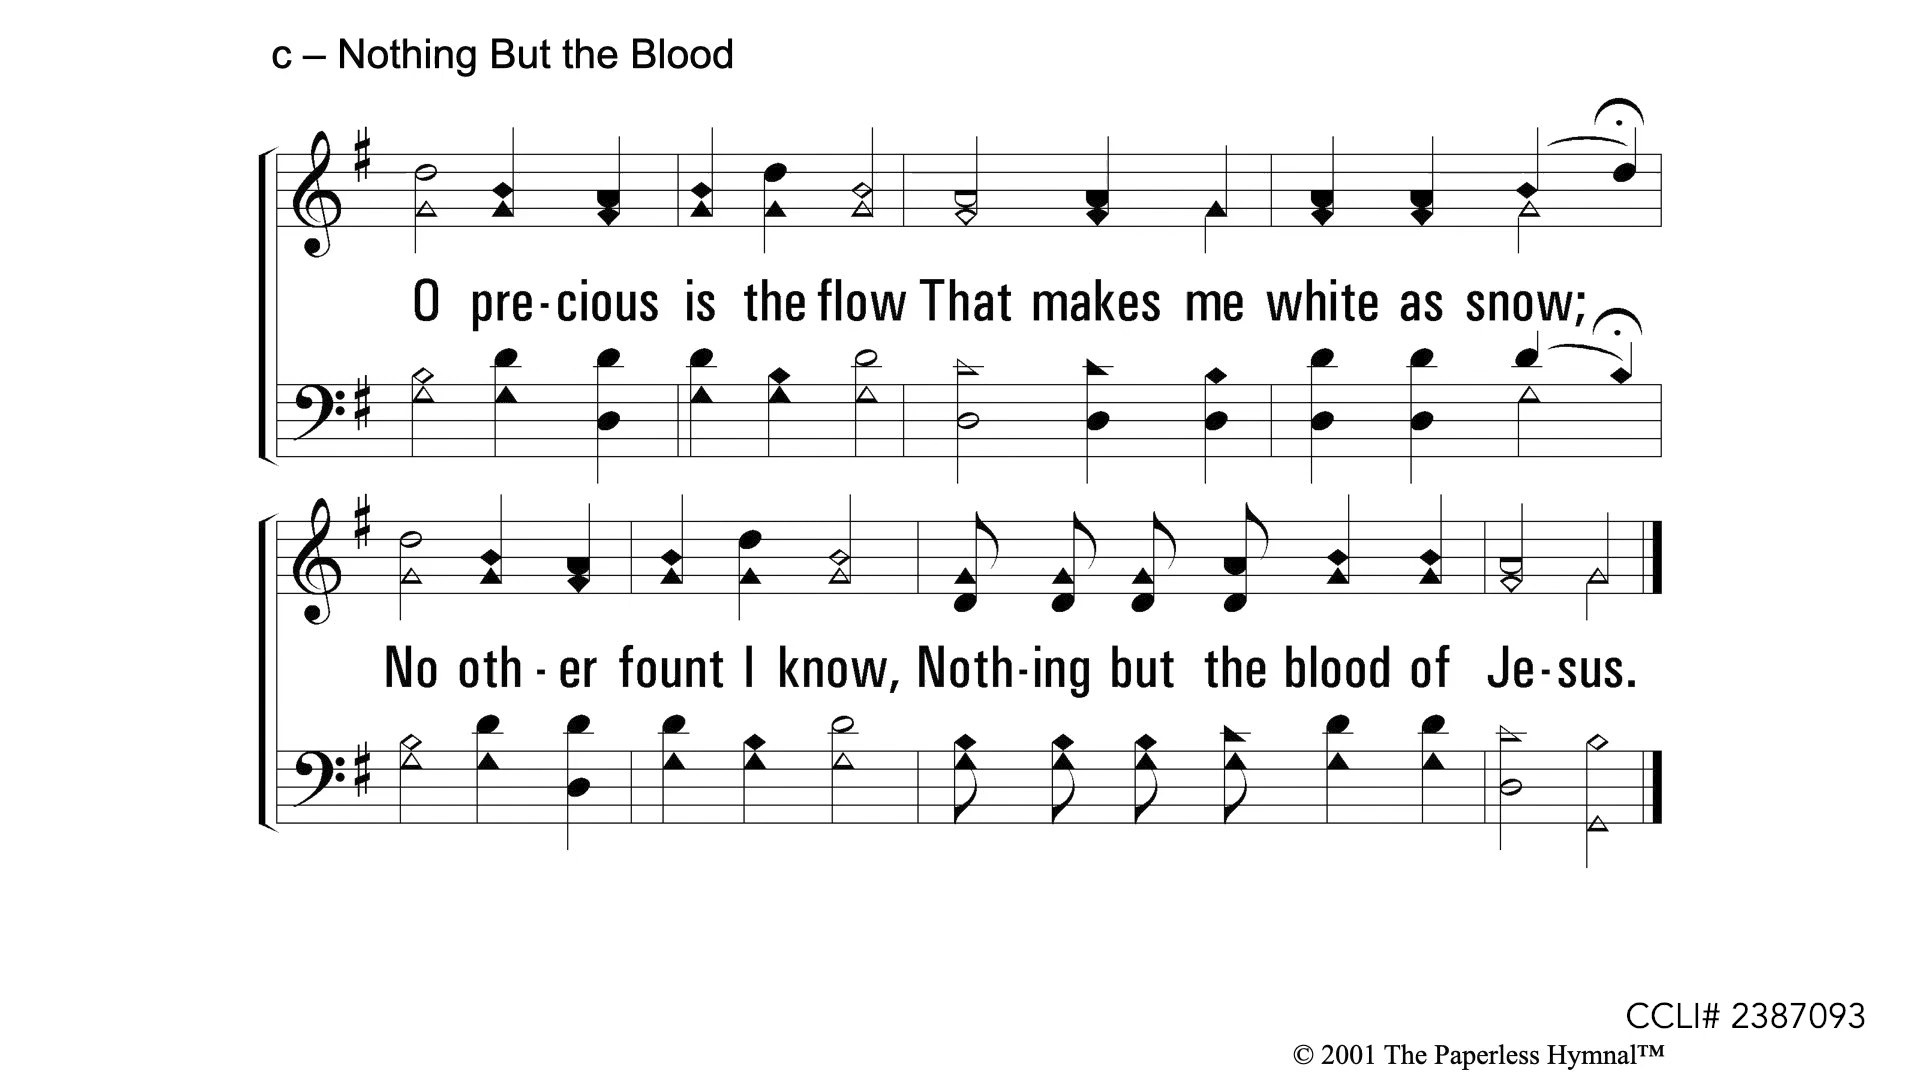 c – Nothing But the Blood
O pre-cious is the flow That makes me white as snow;
No oth-er fount I know, Noth-ing but the blood of Je-sus.
CCLI# 2387093
© 2001 The Paperless Hymnal™